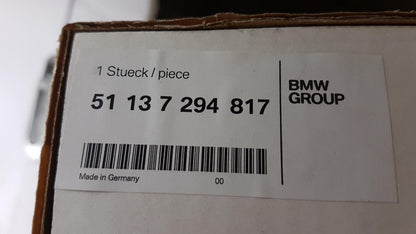 1 Stueck / piece
51 13 7 294 817
BMW
GROUP
Made in Germany
00